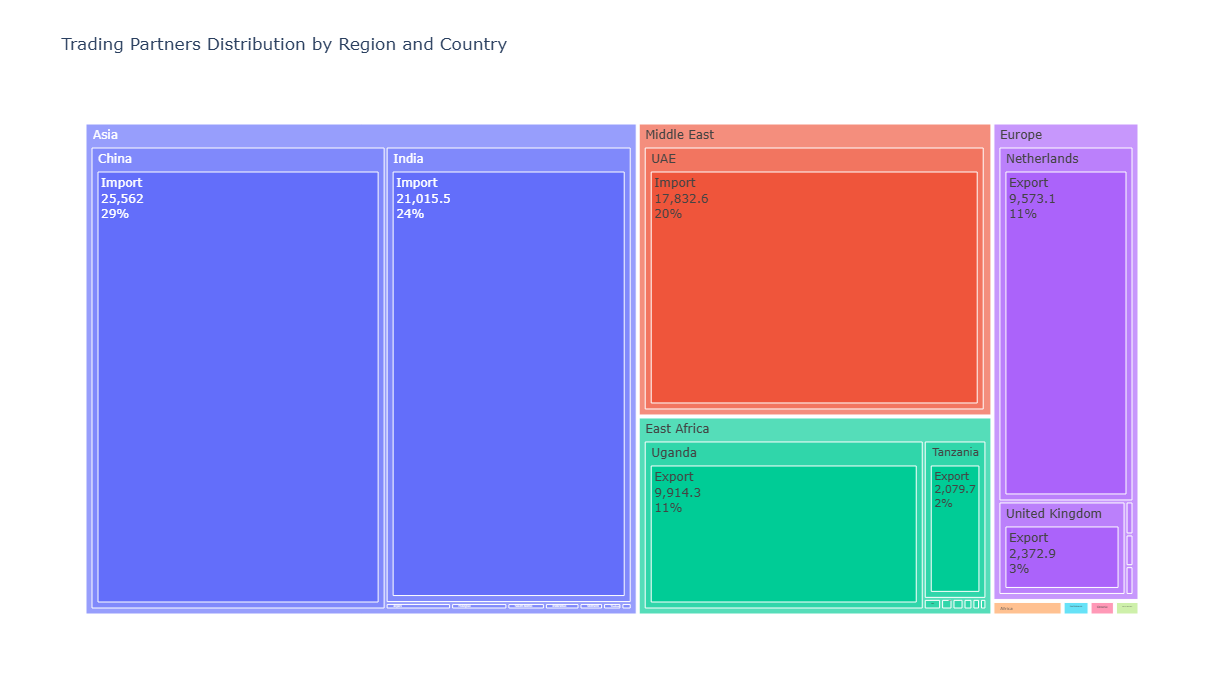 Trading Partners Distribution by Region and Country
Asia
China
Import
25,562
29%
India
Import
21,015.5
24%
Middle East
UAE
Import
17,832.6
20%
East Africa
Uganda
Export
9,914.3
11%
Tanzania
Export
2,079.7
2%
Europe
Netherlands
Export
9,573.1
11%
United Kingdom
Export
2,372.9
3%
Africa